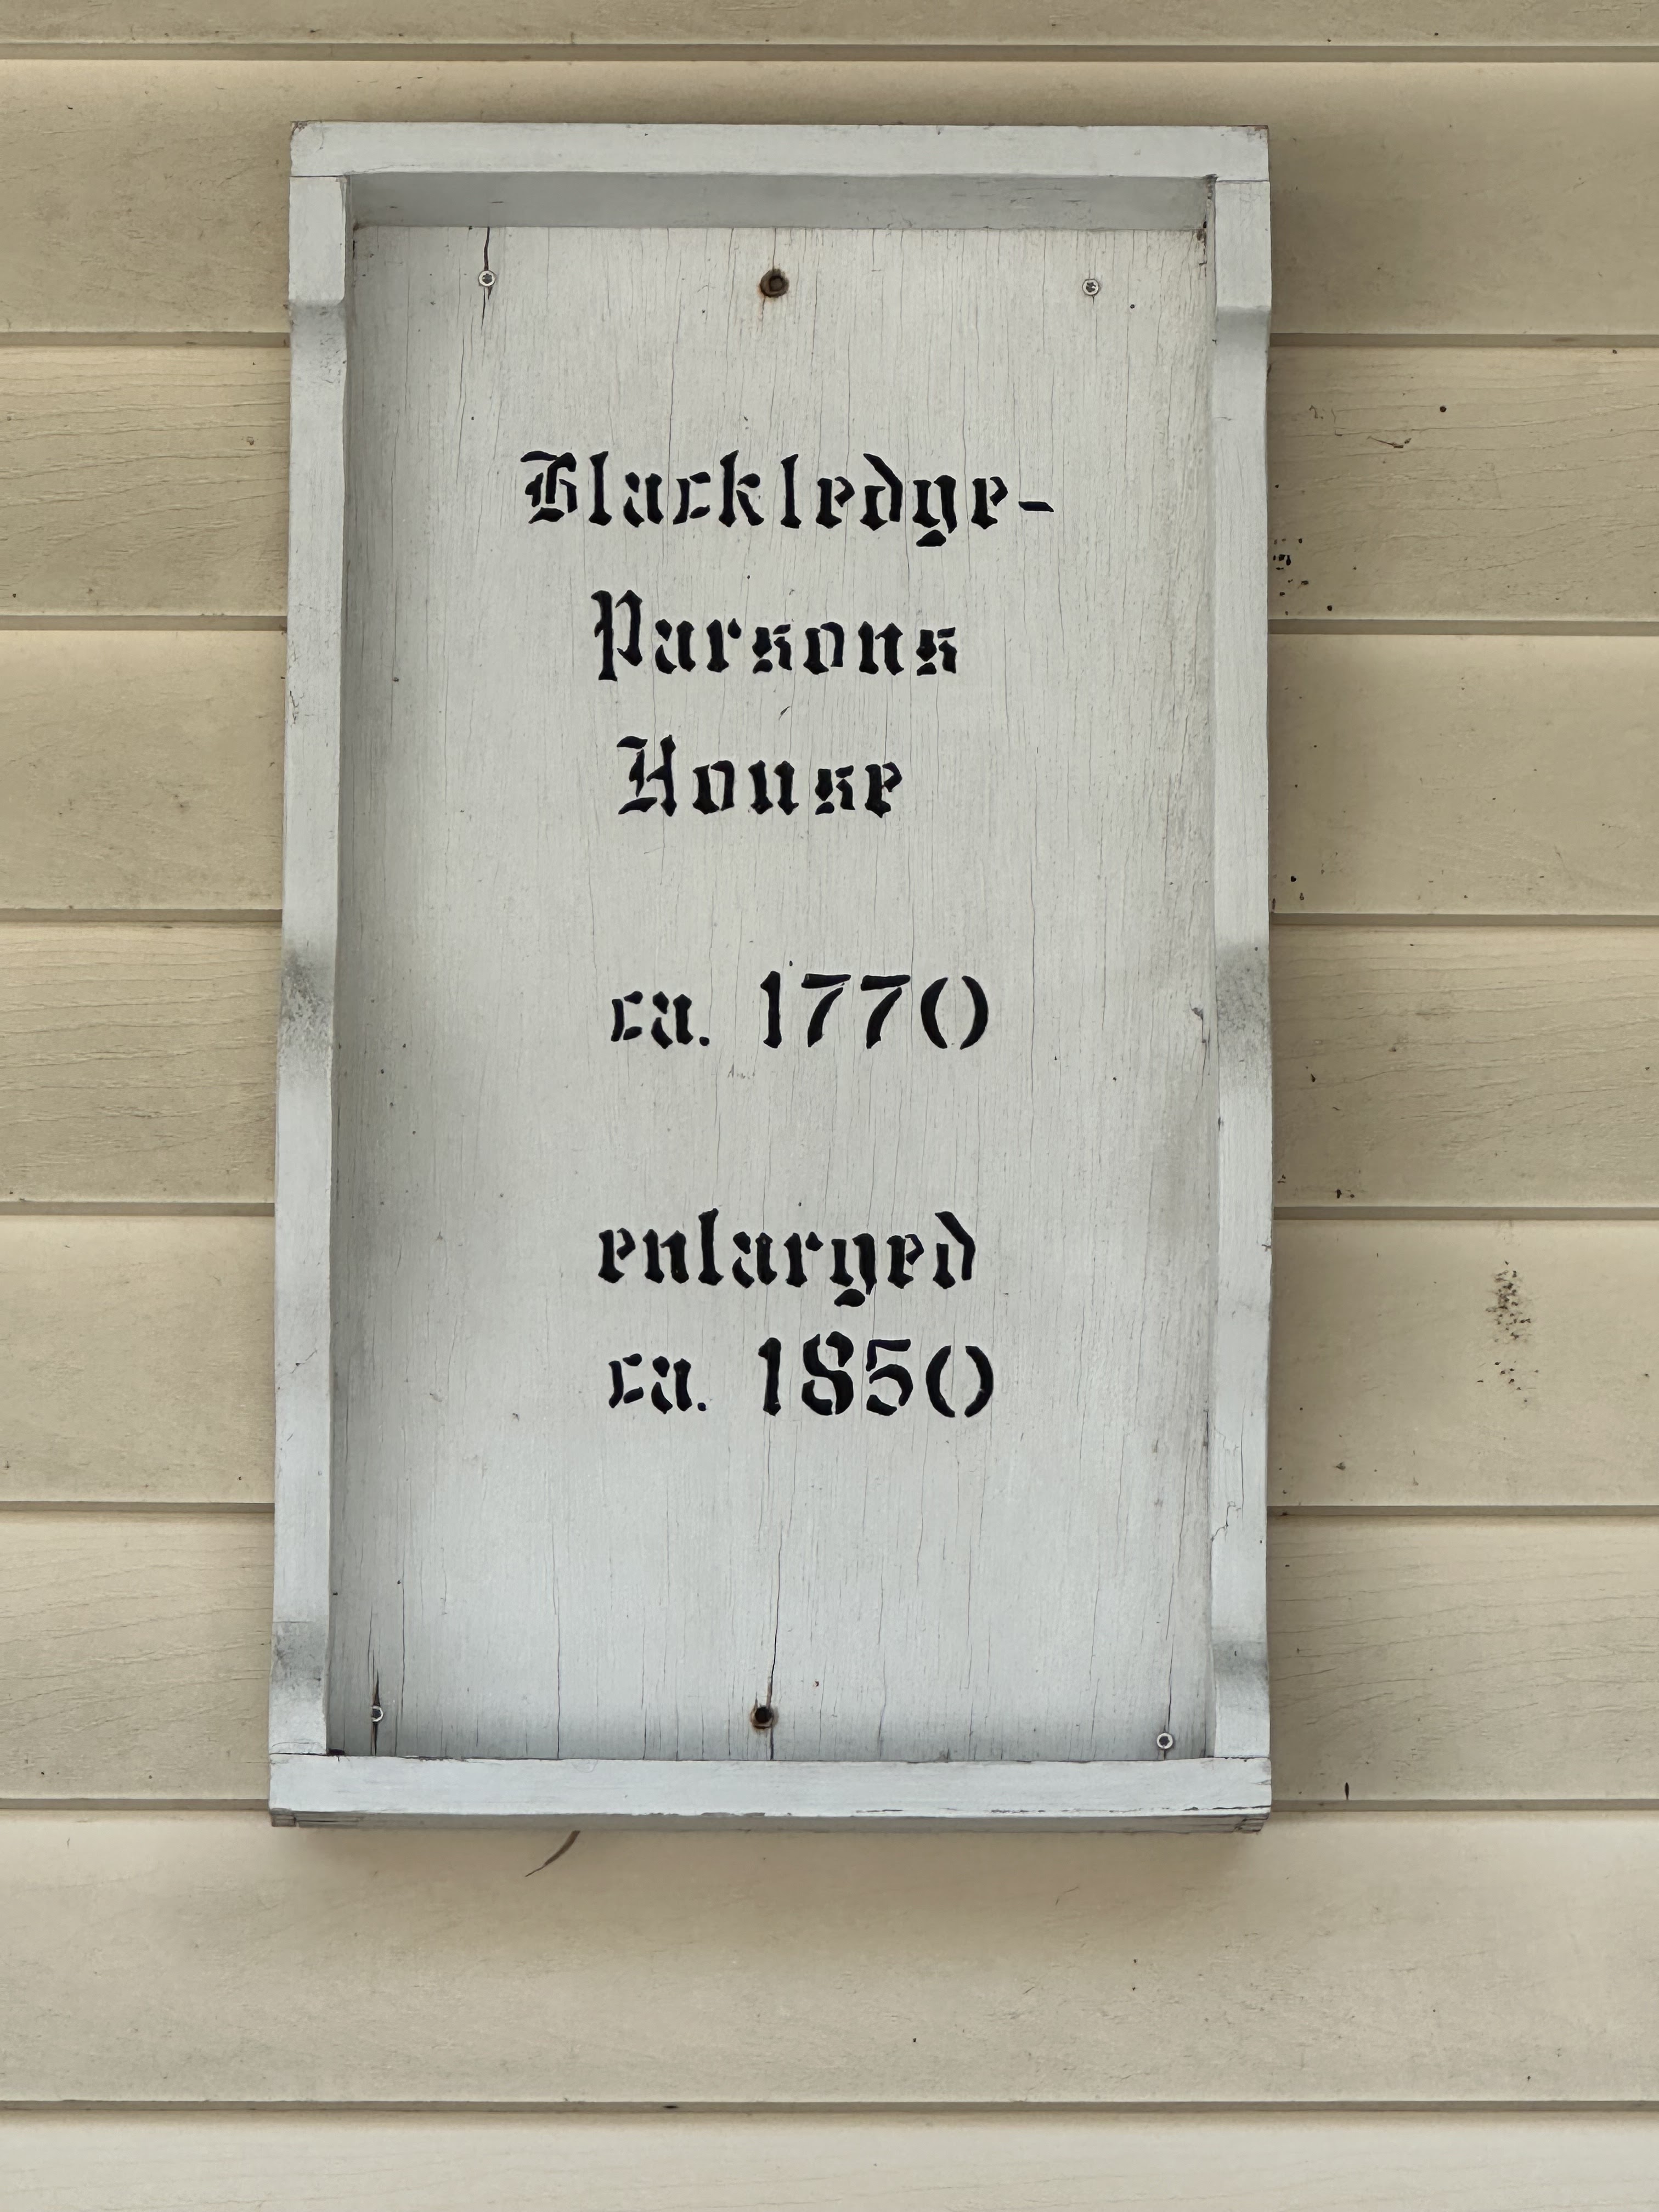 Blackledge-
Parsons
House
ca. 1770
enlarged
ca. 1850